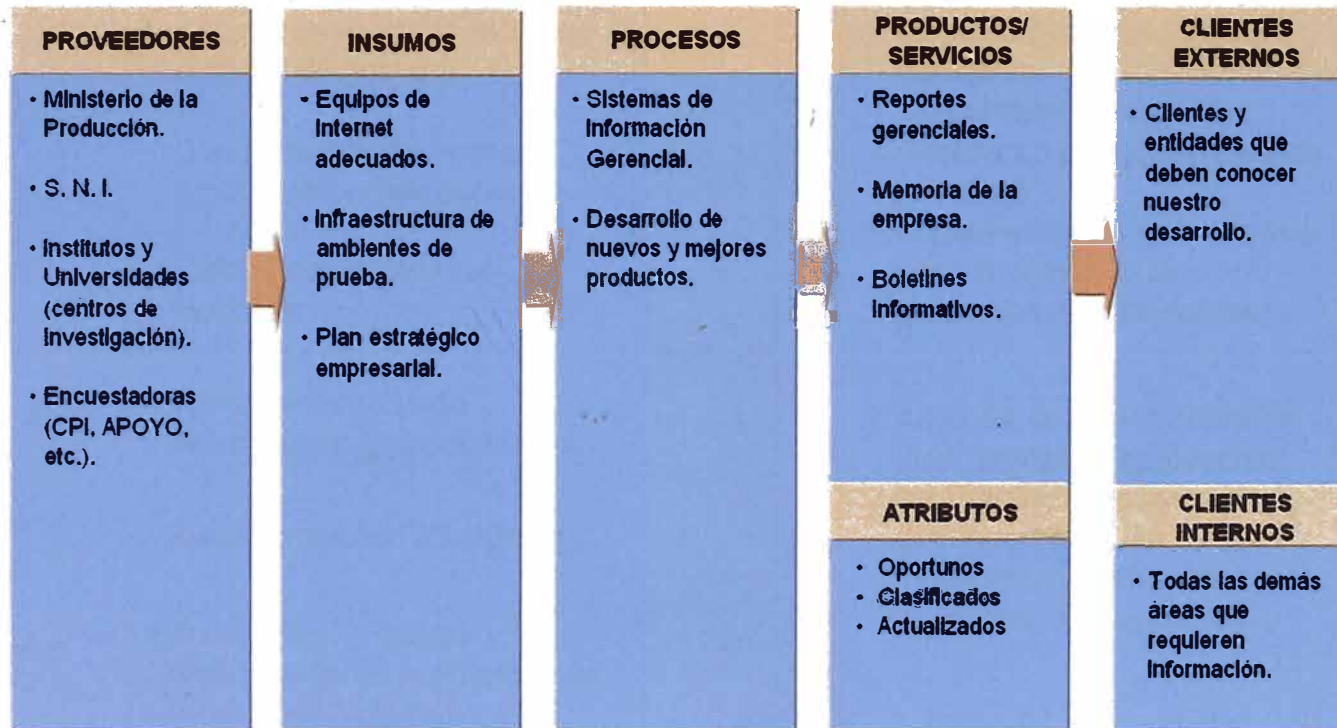 PROVEEDORES
• Ministerio de la
Producción.
• S. N. I.
• Institutos y
Universidades
(centros de
investigación).
• Encuestadoras
(CPI, APOYO,
etc.).
INSUMOS
• Equipos de
Internet
adecuados.
• Infraestructura de
ambientes de
prueba.
• Plan estratégico
empresarial.
PROCESOS
• Sistemas de
Información
Gerencial.
• Desarrollo de
nuevos y mejores
productos.
PRODUCTOS/
SERVICIOS
• Reportes
gerenciales.
• Memoria de la
empresa.
• Boletines
informativos.
ATRIBUTOS
• Oportunos
• Clasificados
• Actualizados
CLIENTES
EXTERNOS
• Clientes y
entidades que
deben conocer
nuestro
desarrollo.
CLIENTES
INTERNOS
• Todas las demás
áreas que
requieren
Información.